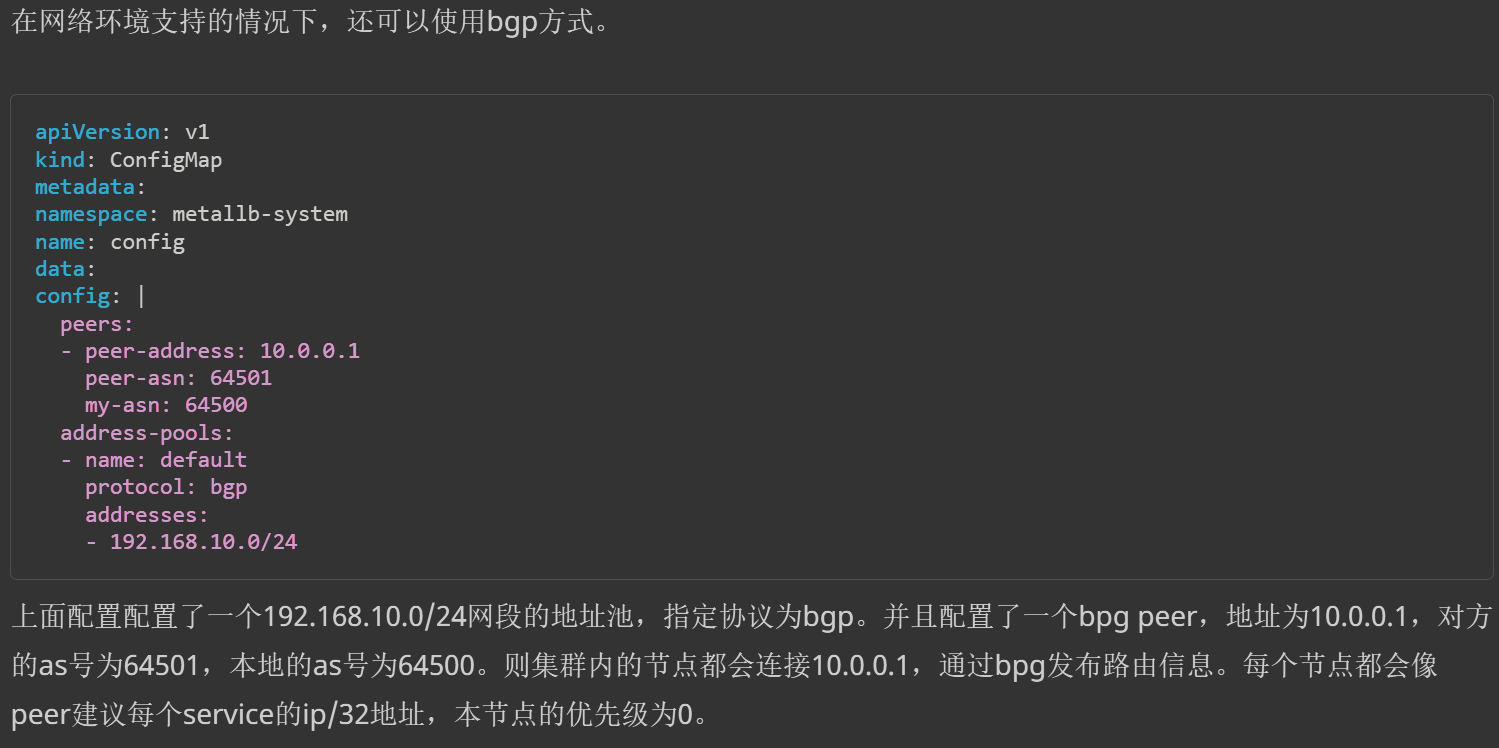 在网络环境支持的情况下，还可以使用bgp方式。
apiVersion: v1
kind: ConfigMap
metadata:
namespace: metallb-system
name: config
data:
config: |
  peers:
  - peer-address: 10.0.0.1
    peer-asn: 64501
    my-asn: 64500
  address-pools:
  - name: default
    protocol: bgp
    addresses:
    - 192.168.10.0/24
上面配置配置了一个192.168.10.0/24网段的地址池，指定协议为bgp。并且配置了一个bpg peer，地址为10.0.0.1，对方
的as号为64501，本地的as号为64500。则集群内的节点都会连接10.0.0.1，通过bpg发布路由信息。每个节点都会像
peer建议每个service的ip/32地址，本节点的优先级为0。